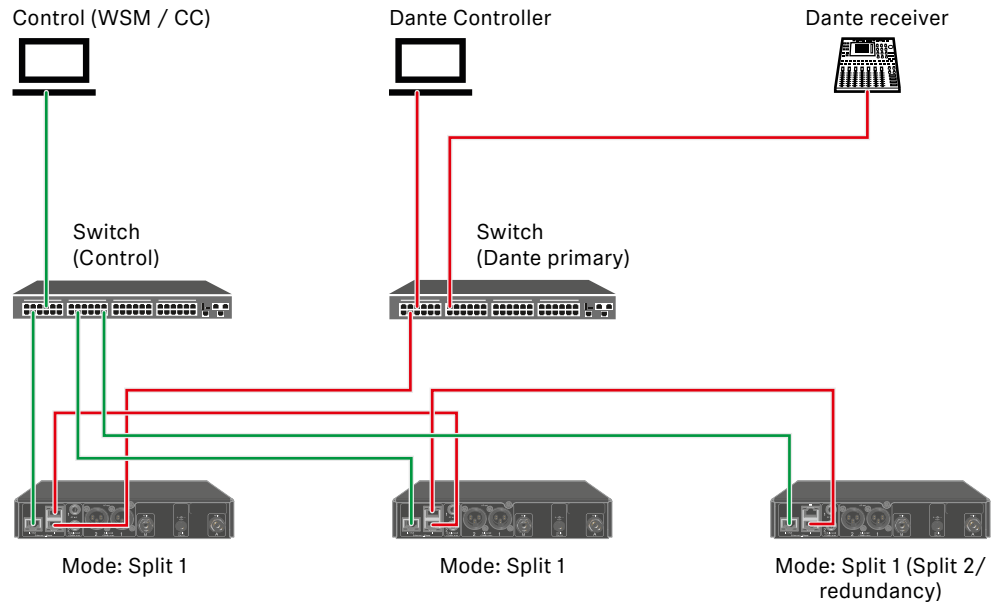 Control (WSM / CC)
Dante Controller
Dante receiver
Switch
(Control)
Switch
(Dante primary)
Mode: Split 1
Mode: Split 1
Mode: Split 1 (Split 2/
redundancy)